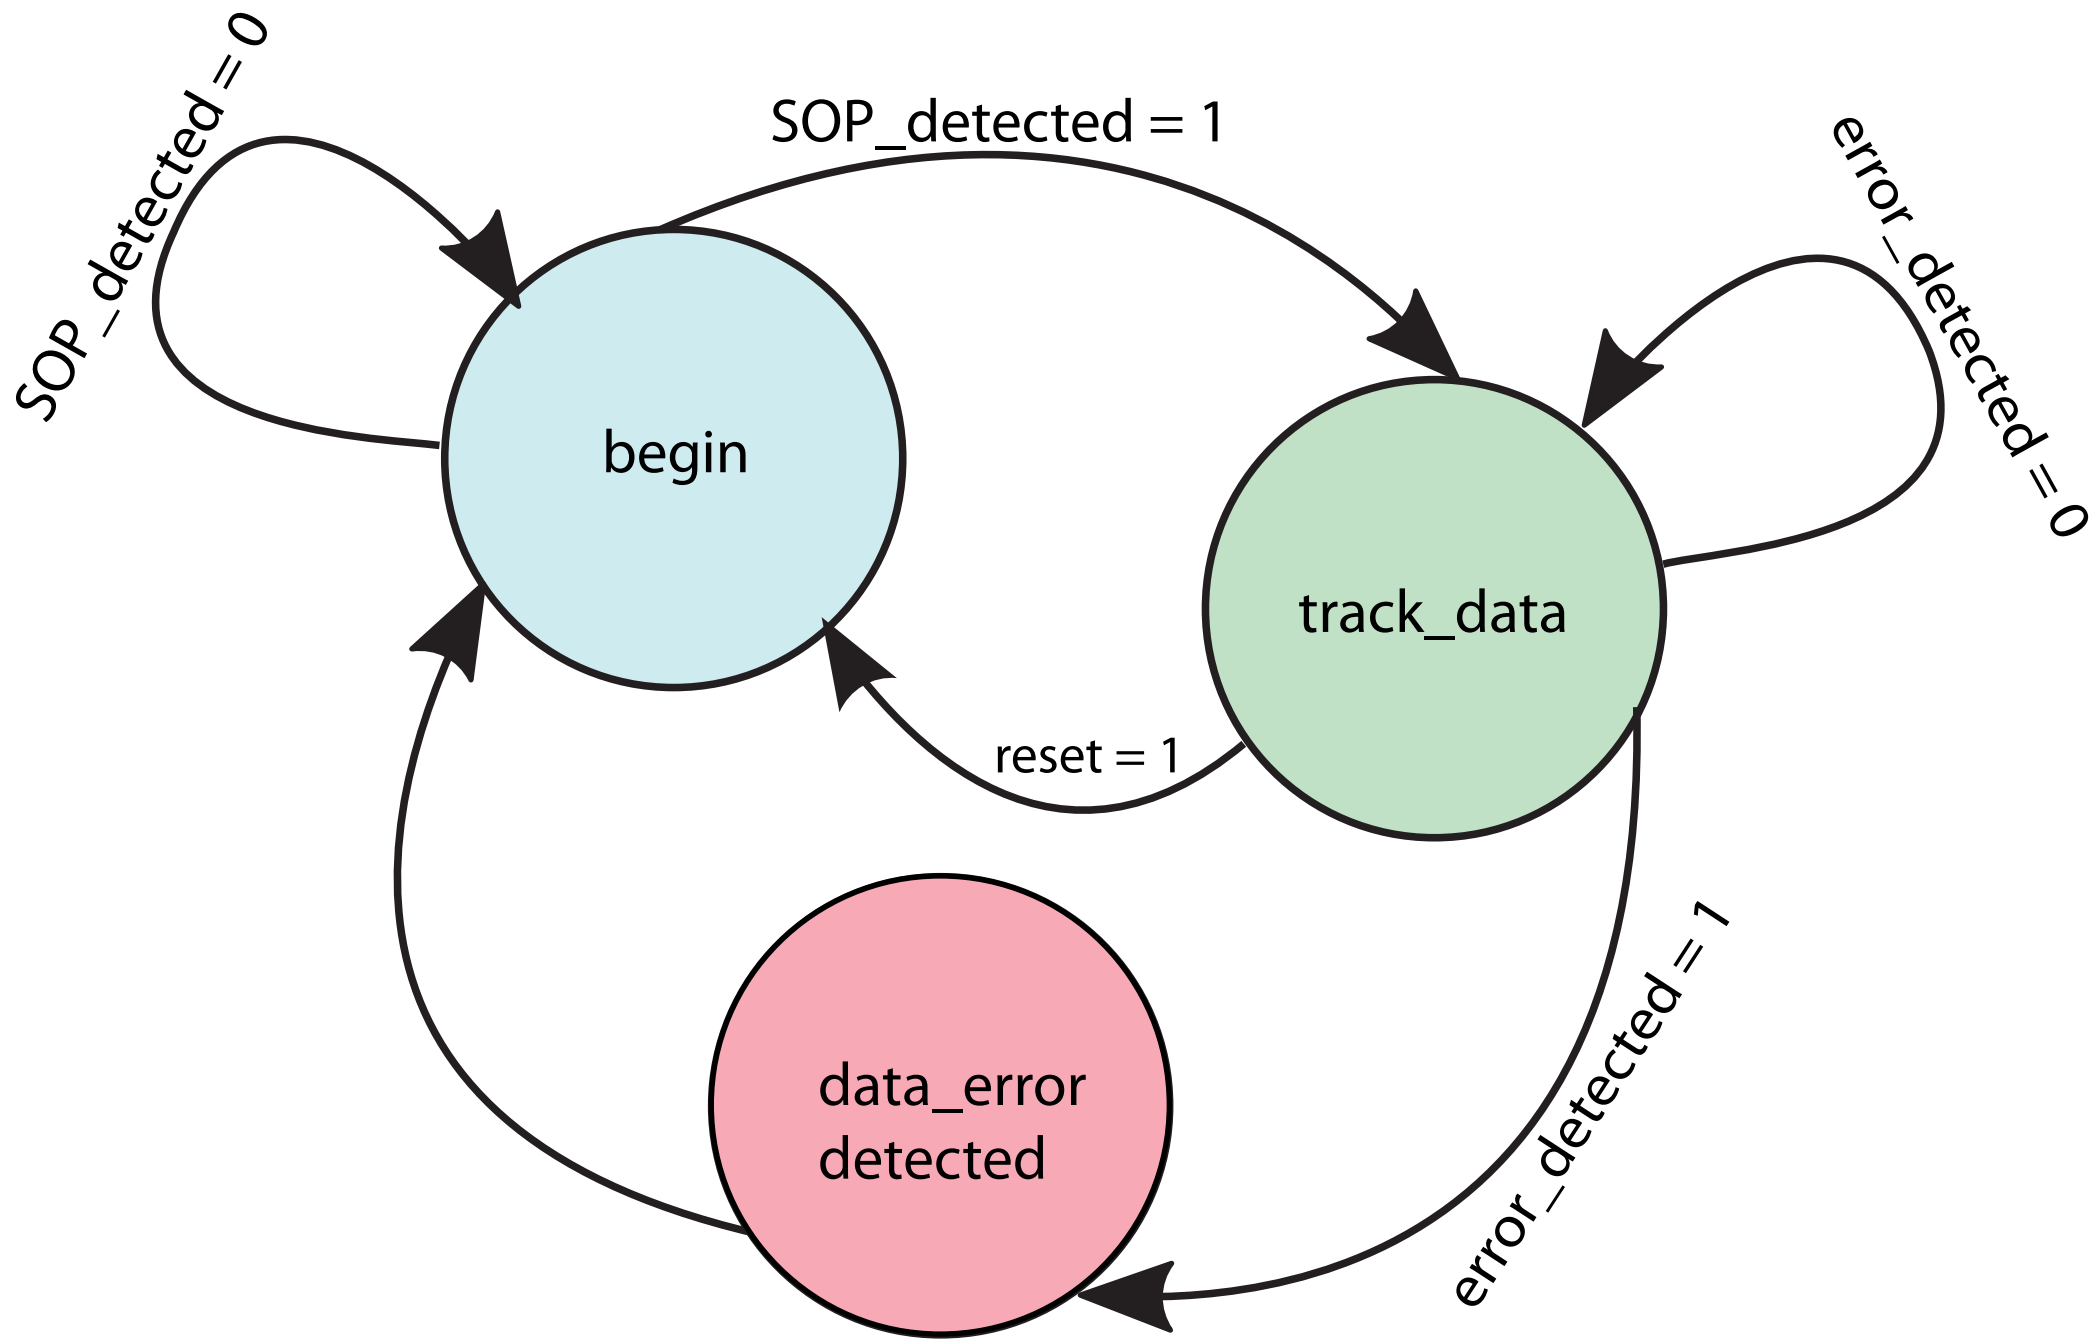 SOP_detected = 0
SOP_detected = 1
error_detected = 0
begin
track_data
reset = 1
error_detected = 1
data_error
detected